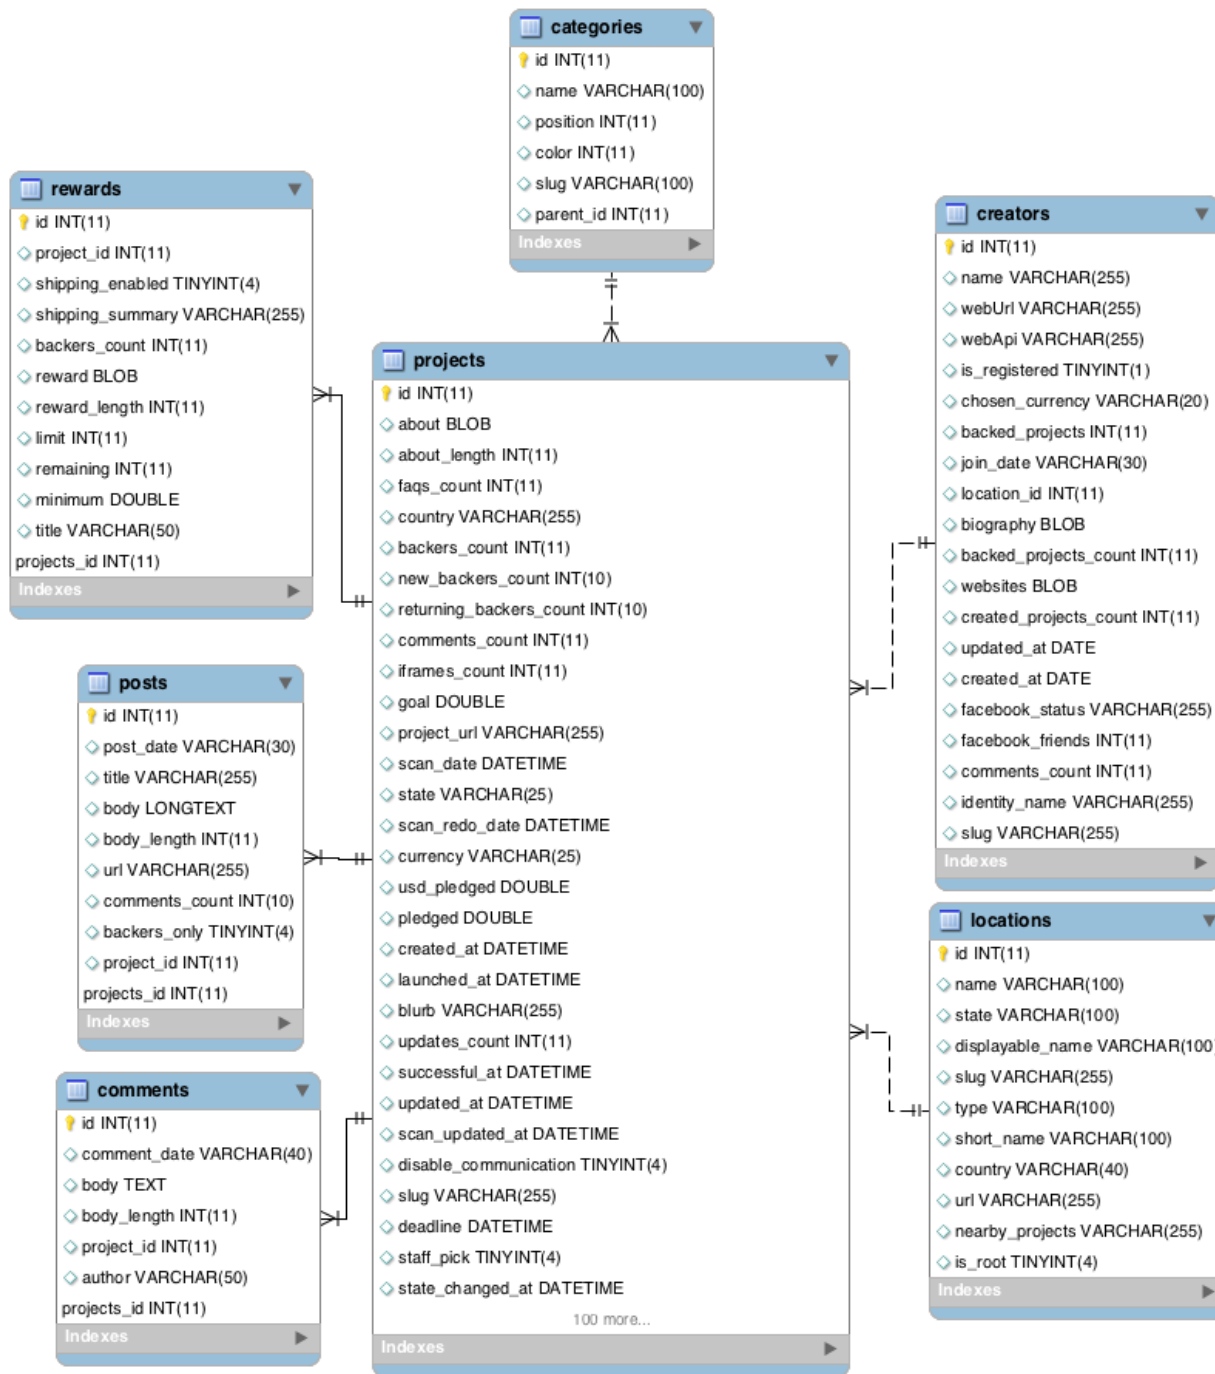 categories
id INT(11)
name VARCHAR(100)
position INT(11)
color INT(11)
slug VARCHAR(100)
parent_id INT(11)
Indexes
rewards
id INT(11)
project_id INT(11)
shipping_enabled TINYINT(4)
shipping_summary VARCHAR(255)
backers_count INT(11)
reward BLOB
reward_length INT(11)
limit INT(11)
remaining INT(11)
minimum DOUBLE
title VARCHAR(50)
projects_id INT(11)
Indexes
posts
id INT(11)
post_date VARCHAR(30)
title VARCHAR(255)
body LONGTEXT
body_length INT(11)
url VARCHAR(255)
comments_count INT(10)
backers_only TINYINT(4)
project_id INT(11)
projects_id INT(11)
Indexes
comments
id INT(11)
comment_date VARCHAR(40)
body TEXT
body_length INT(11)
project_id INT(11)
author VARCHAR(50)
projects_id INT(11)
Indexes
projects
id INT(11)
about BLOB
about_length INT(11)
faqs_count INT(11)
country VARCHAR(255)
backers_count INT(11)
new_backers_count INT(10)
returning_backers_count INT(10)
comments_count INT(11)
iframes_count INT(11)
goal DOUBLE
project_url VARCHAR(255)
scan_date DATETIME
state VARCHAR(25)
scan_redo_date DATETIME
currency VARCHAR(25)
usd_pledged DOUBLE
pledged DOUBLE
created_at DATETIME
launched_at DATETIME
blurb VARCHAR(255)
updates_count INT(11)
successful_at DATETIME
updated_at DATETIME
scan_updated_at DATETIME
disable_communication TINYINT(4)
slug VARCHAR(255)
deadline DATETIME
staff_pick TINYINT(4)
state_changed_at DATETIME
100 more...
Indexes
creators
id INT(11)
name VARCHAR(255)
webUrl VARCHAR(255)
webApi VARCHAR(255)
is_registered TINYINT(1)
chosen_currency VARCHAR(20)
backed_projects INT(11)
join_date VARCHAR(30)
location_id INT(11)
biography BLOB
backed_projects_count INT(11)
websites BLOB
created_projects_count INT(11)
updated_at DATE
created_at DATE
facebook_status VARCHAR(255)
facebook_friends INT(11)
comments_count INT(11)
identity_name VARCHAR(255)
slug VARCHAR(255)
Indexes
locations
id INT(11)
name VARCHAR(100)
state VARCHAR(100)
displayable_name VARCHAR(100)
slug VARCHAR(255)
type VARCHAR(100)
short_name VARCHAR(100)
country VARCHAR(40)
url VARCHAR(255)
nearby_projects VARCHAR(255)
is_root TINYINT(4)
Indexes